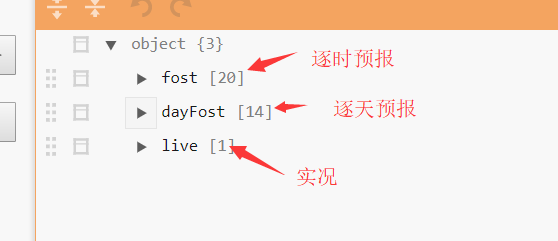 object {3}
fost [20]
逐时预报
dayFost [14]
逐天预报
live [1]
实况